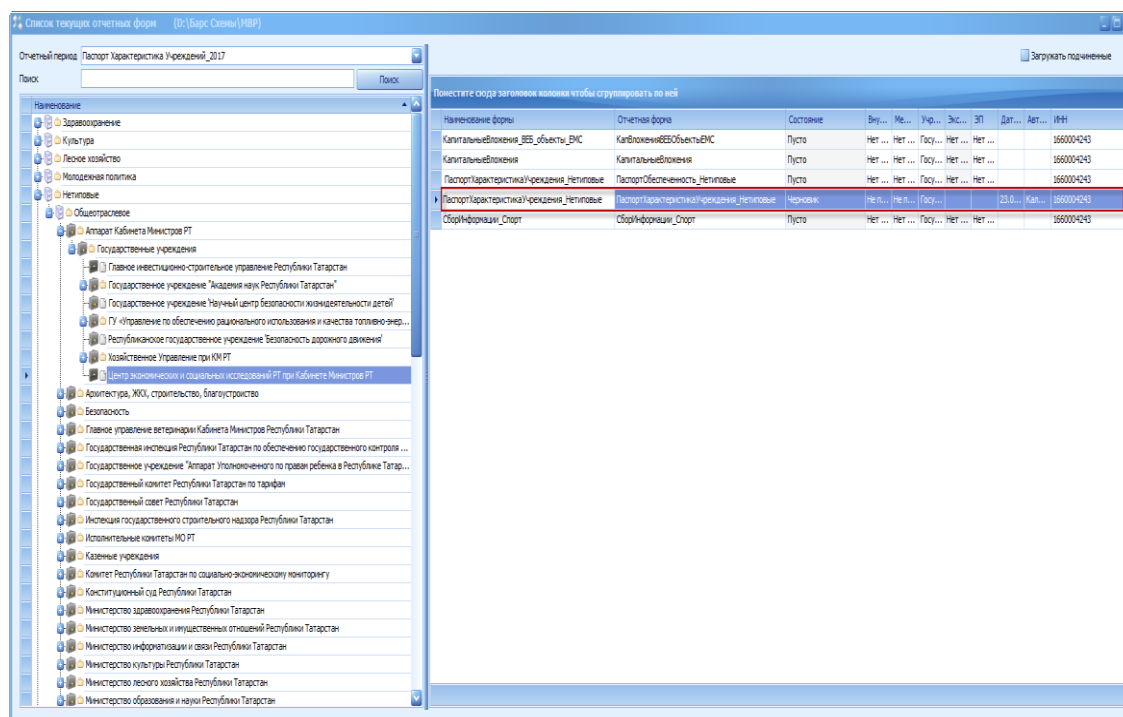 Список текущих отчетных форм (D:\Барс Схемы\МВР)
Отчетный период Паспорт Характеристика Учреждений_2017
Загружать подчиненные
Поиск Поиск
Наименование
Здравоохранение
Культура
Лесное хозяйство
Молодежная политика
Нетиповые
Общеотраслевое
Аппарат Кабинета Министров РТ
Государственные учреждения
Главное инвестиционно-строительное управление Республики Татарстан
Государственное учреждение "Академия наук Республики Татарстан"
Государственное учреждение 'Научный центр безопасности жизнидеятельности детей'
ГУ «Управление по обеспечению рационального использования и качества топливно-энер...
Республиканское государственное учреждение 'Безопасность дорожного движения'
Хозяйственное Управление при КМ РТ
Центр экономических и социальных исследований РТ при Кабинете Министров РТ
Архитектура, ЖКХ, строительство, благоустроиство
Безопасность
Главное управление ветеринарии Кабинета Министров Республики Татарстан
Государственная инспекция Республики Татарстан по обеспечению государственного контроля ...
Государственное учреждение "Аппарат Уполномоченного по правам ребенка в Республике Татар...
Государственный комитет Республики Татарстан по тарифам
Государственный совет Республики Татарстан
Инспекция государственного строительного надзора Республики Татарстан
Исполнительные комитеты МО РТ
Казенные учреждения
Комитет Республики Татарстан по социально-экономическому мониторингу
Конституционный суд Республики Татарстан
Министерство здравоохранения Республики Татарстан
Министерство земельных и имущественных отношений Республики Татарстан
Министерство информатизации и связи Республики Татарстан
Министерство культуры Республики Татарстан
Министерство лесного хозяйства Республики Татарстан
Министерство образования и науки Республики Татарстан
Поместите сюда заголовок колонки чтобы сгруппировать по ней
Наименование формы Отчетная форма Состояние Вну... Ме... Учр... Экс... ЭП Дат... Авт... ИНН
КапитальныеВложения_ВЕБ_объекты_ЕМС КапВложенияВЕБОбъектыЕМС Пусто Нет ... Нет ... Госу... Нет ... Нет ... 1660004243
КапитальныеВложения КапитальныеВложения Пусто Нет ... Нет ... Госу... Нет ... Нет ... 1660004243
ПаспортХарактеристикаУчреждения_Нетиповые ПаспортОбеспеченность_Нетиповые Пусто Нет ... Нет ... Госу... Нет ... Нет ... 1660004243
ПаспортХарактеристикаУчреждения_Нетиповые ПаспортХарактеристикаУчреждения_Нетиповые Черновик Не п... Не п... Госу... 23.0... Кап... 1660004243
СборИнформации_Спорт СборИнформации_Спорт Пусто Нет ... Нет ... Госу... Нет ... Нет ... 1660004243